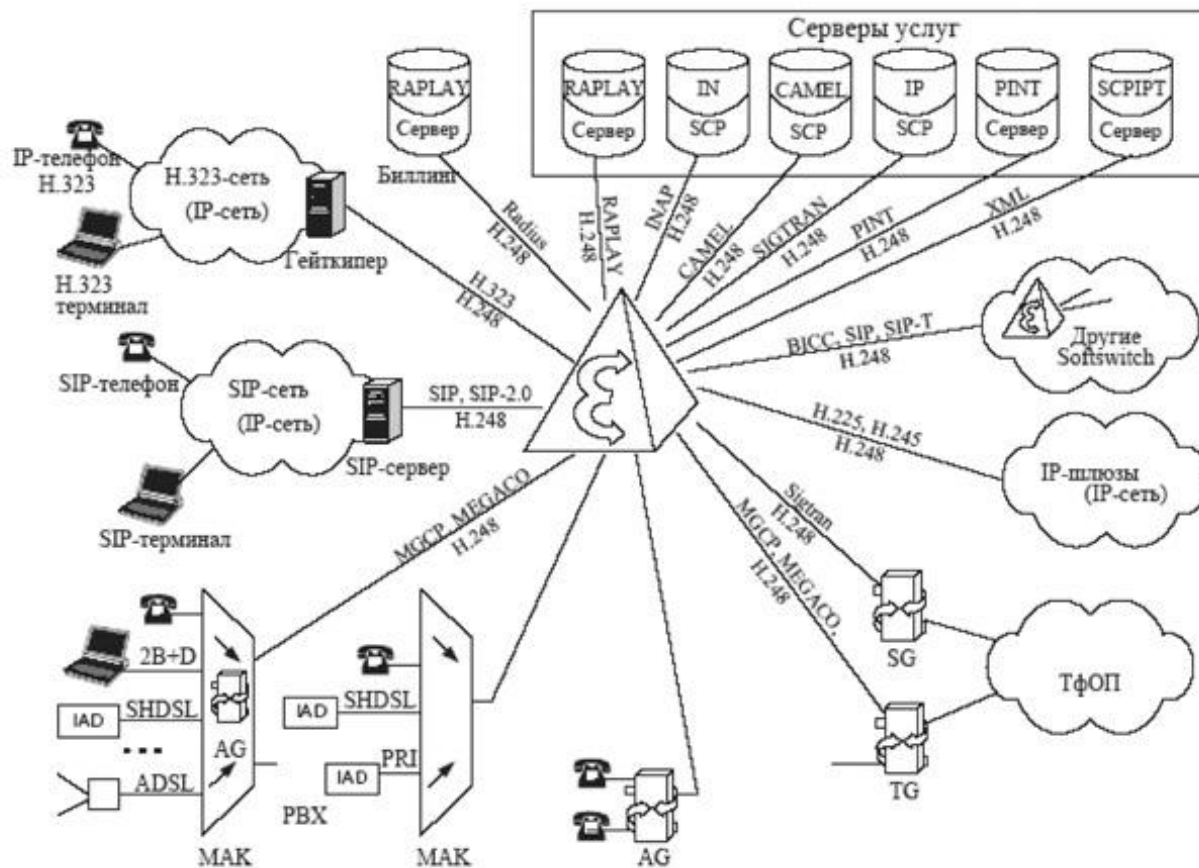 Серверы услуг
RAPLAY
Сервер
Биллинг
RAPLAY
Сервер
IN
SCP
CAMEL
SCP
IP
SCP
PINT
Сервер
SCPIPT
Сервер
IP-телефон
H.323
H.323-сеть
(IP-сеть)
Гейткипер
H.323
терминал
Radius
H.248
RAPLAY
H.248
INAP
H.248
CAMEL
H.248
SIGTRAN
H.248
PINT
H.248
XML
H.248
H.323
H.248
BICC, SIP, SIP-T
H.248
Другие
Softswitch
SIP-телефон
SIP-сеть
(IP-сеть)
SIP-сервер
SIP-терминал
SIP, SIP-2.0
H.248
H.225, H.245
H.248
IP-шлюзы
(IP-сеть)
MGCP, MEGACO
H.248
Sigtran
H.248
MGCP, MEGACO,
H.248
SG
ТфОП
TG
2B+D
IAD
SHDSL
AG
ADSL
МАК
IAD
SHDSL
IAD
PRI
PBX
МАК
AG